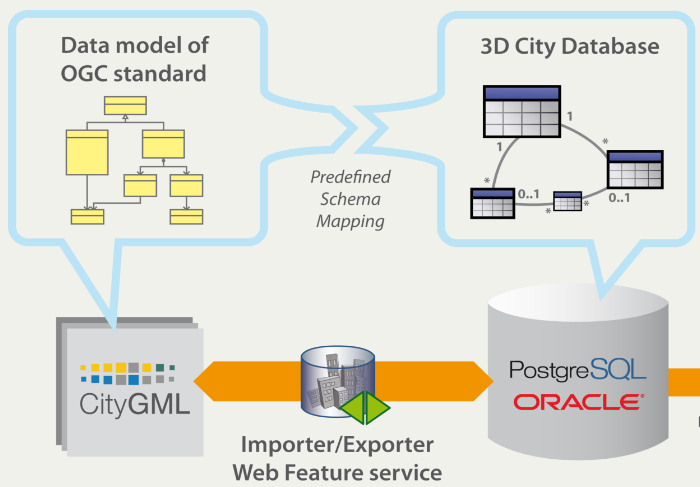 Data model of
OGC standard
3D City Database
1
1
*
*
0..1
0..1
*
*
Predefined
Schema
Mapping
CityGML
PostgreSQL
ORACLE®
Importer/Exporter
Web Feature service